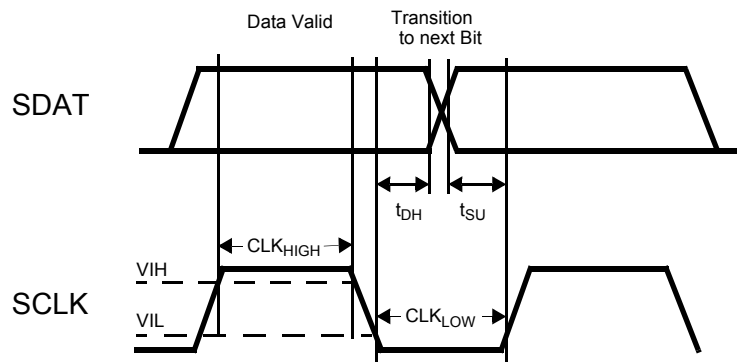 Data Valid
Transition
to next Bit
SDAT
tDH
tSU
CLKHIGH
VIH
SCLK
VIL
CLKLOW